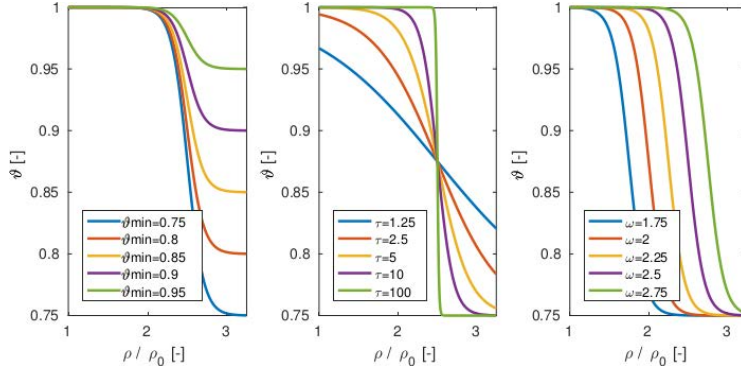 1
0.95
0.9
0.85
0.8
0.75
ϑ [-]
ϑmin=0.75
ϑmin=0.8
ϑmin=0.85
ϑmin=0.9
ϑmin=0.95
1 2 3
ρ / ρ0 [-]
1
0.95
0.9
0.85
0.8
0.75
ϑ [-]
τ=1.25
τ=2.5
τ=5
τ=10
τ=100
1 2 3
ρ / ρ0 [-]
1
0.95
0.9
0.85
0.8
0.75
ϑ [-]
ω=1.75
ω=2
ω=2.25
ω=2.5
ω=2.75
1 2 3
ρ / ρ0 [-]